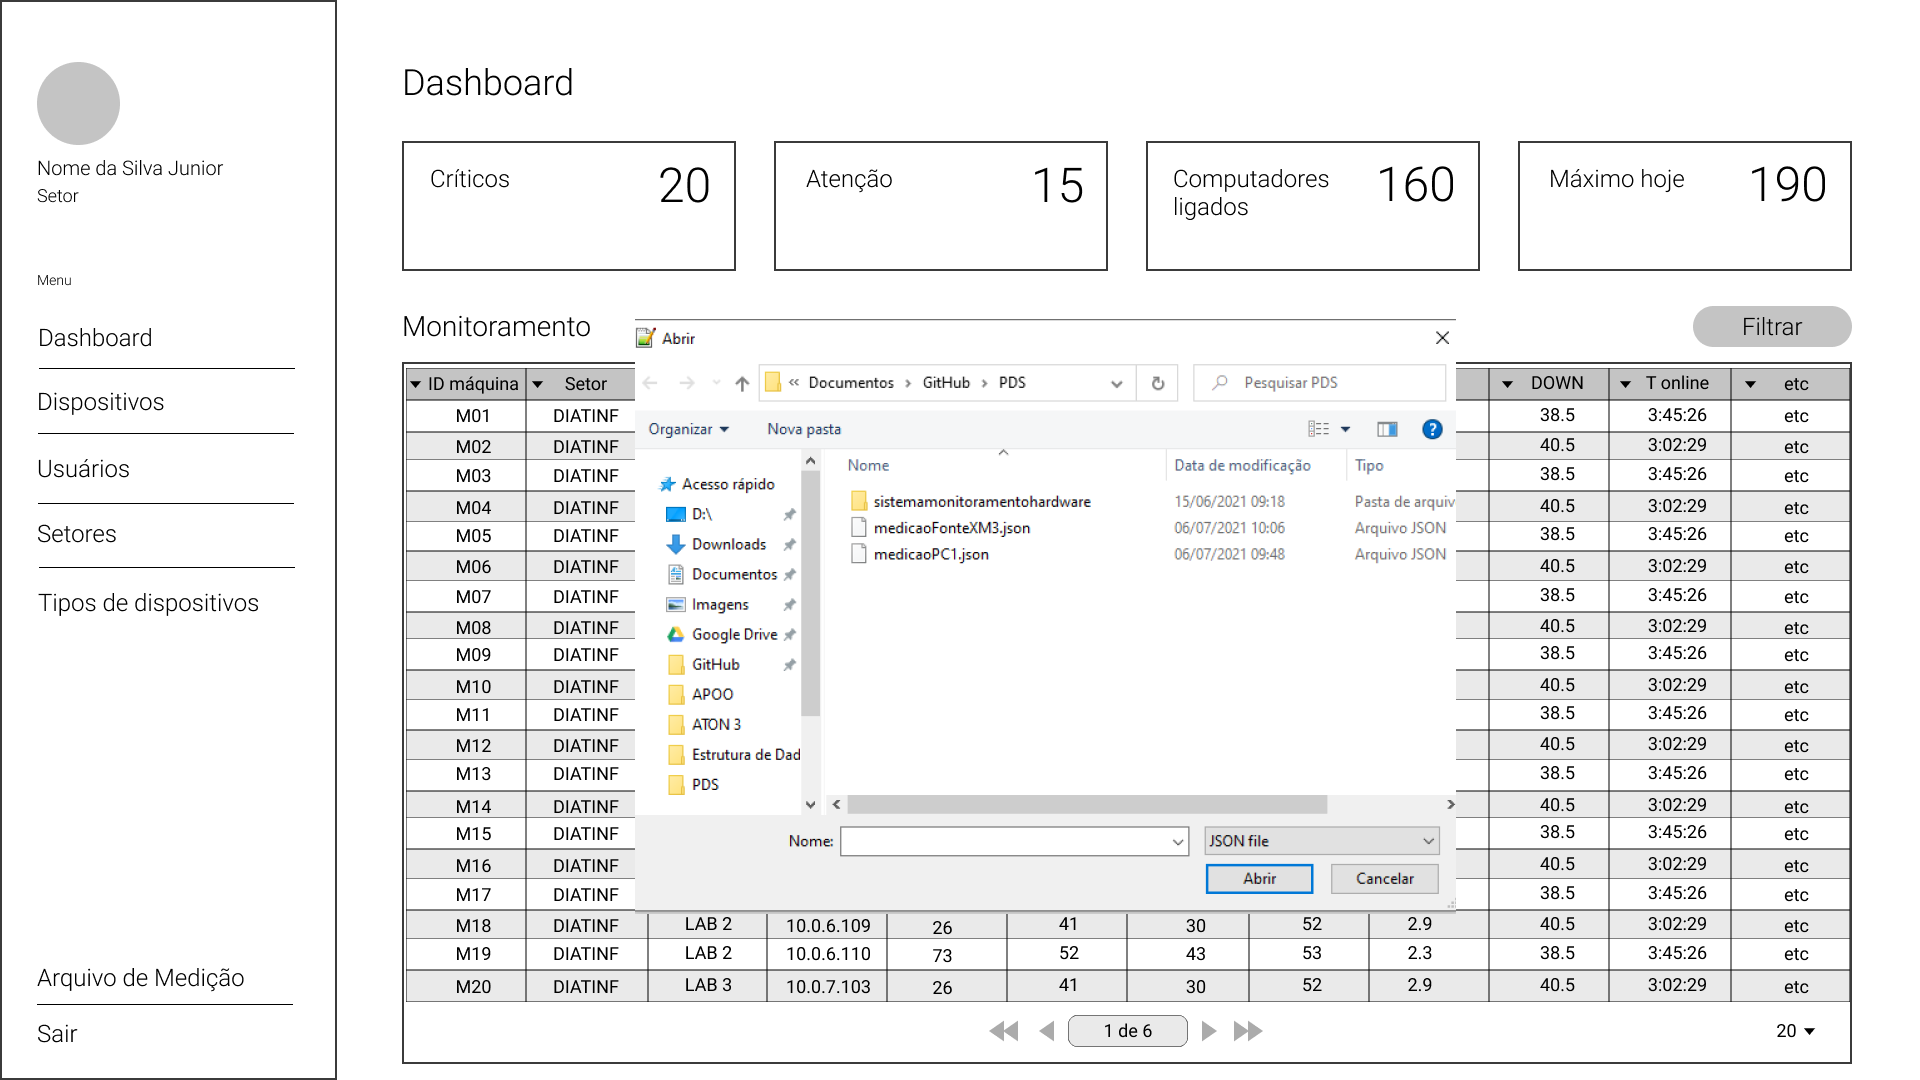 Nome da Silva Junior
Setor
Menu
Dashboard
Dispositivos
Usuários
Setores
Tipos de dispositivos
Arquivo de Medição
Sair
Dashboard
Críticos 20
Atenção 15
Computadores ligados 160
Máximo hoje 190
Monitoramento
Filtrar
ID máquina Setor DOWN T online etc
M01 DIATINF 38.5 3:45:26 etc
M02 DIATINF 40.5 3:02:29 etc
M03 DIATINF 38.5 3:45:26 etc
M04 DIATINF 40.5 3:02:29 etc
M05 DIATINF 38.5 3:45:26 etc
M06 DIATINF 40.5 3:02:29 etc
M07 DIATINF 38.5 3:45:26 etc
M08 DIATINF 40.5 3:02:29 etc
M09 DIATINF 38.5 3:45:26 etc
M10 DIATINF 40.5 3:02:29 etc
M11 DIATINF 38.5 3:45:26 etc
M12 DIATINF 40.5 3:02:29 etc
M13 DIATINF 38.5 3:45:26 etc
M14 DIATINF 40.5 3:02:29 etc
M15 DIATINF 38.5 3:45:26 etc
M16 DIATINF 40.5 3:02:29 etc
M17 DIATINF 38.5 3:45:26 etc
M18 DIATINF LAB 2 10.0.6.109 26 41 30 52 2.9 40.5 3:02:29 etc
M19 DIATINF LAB 2 10.0.6.110 73 52 43 53 2.3 38.5 3:45:26 etc
M20 DIATINF LAB 3 10.0.7.103 26 41 30 52 2.9 40.5 3:02:29 etc
1 de 6
20
Abrir
« Documentos › GitHub › PDS
Pesquisar PDS
Organizar
Nova pasta
Acesso rápido
D:\
Downloads
Documentos
Imagens
Google Drive
GitHub
APOO
ATON 3
Estrutura de Dad
PDS
Nome Data de modificação Tipo
sistemamonitoramentohardware 15/06/2021 09:18 Pasta de arquiv
medicaoFonteXM3.json 06/07/2021 10:06 Arquivo JSON
medicaoPC1.json 06/07/2021 09:48 Arquivo JSON
Nome:
JSON file
Abrir
Cancelar